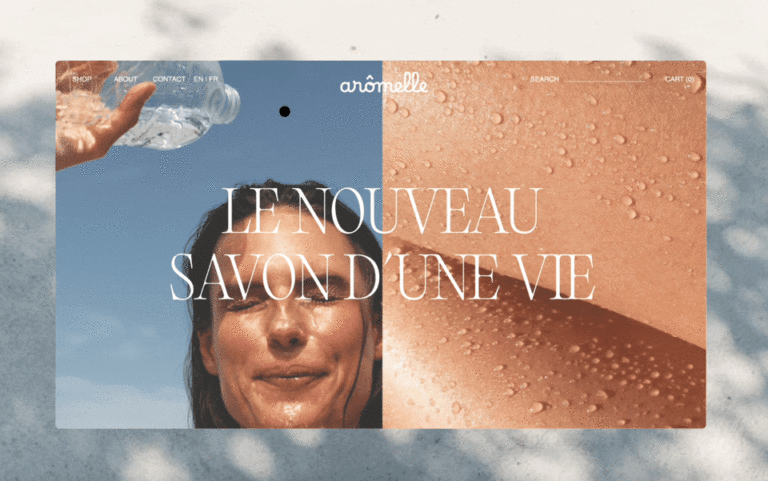 SHOP ABOUT CONTACT EN | FR arômelle SEARCH CART (0)
LE NOUVEAU
SAVON D´UNE VIE